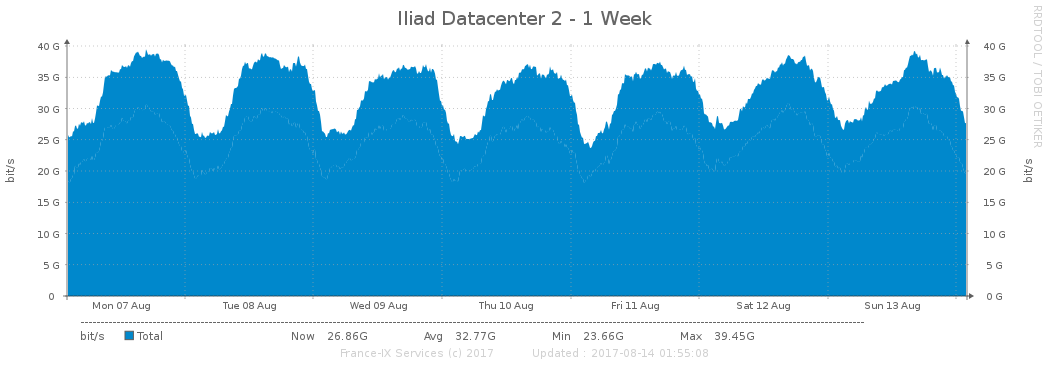 Iliad Datacenter 2 - 1 Week
RRDTOOL / TOBI OETIKER
40 G 40 G
35 G 35 G
30 G 30 G
25 G 25 G
20 G 20 G
15 G 15 G
10 G 10 G
5 G 5 G
0 0 G
bit/s bit/s
Mon 07 Aug Tue 08 Aug Wed 09 Aug Thu 10 Aug Fri 11 Aug Sat 12 Aug Sun 13 Aug
bit/s Total Now 26.86G Avg 32.77G Min 23.66G Max 39.45G
France-IX Services (c) 2017 Updated : 2017-08-14 01:55:08